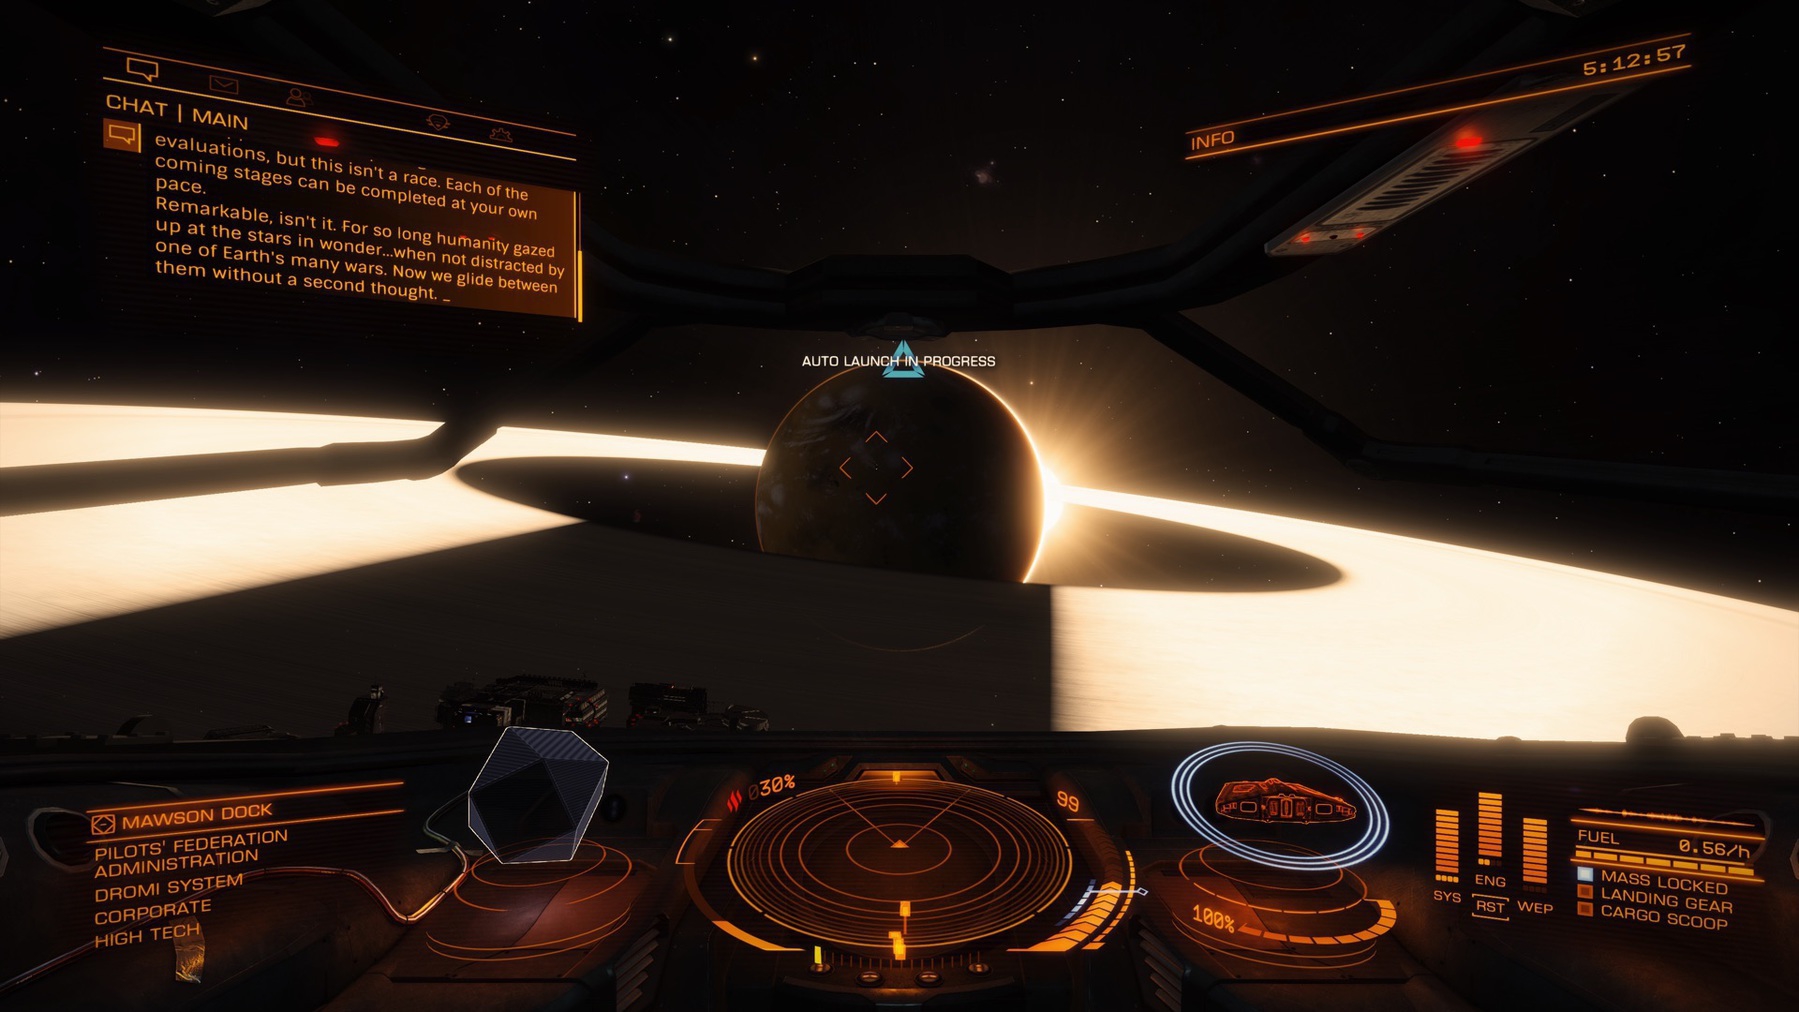 5:12:57
CHAT | MAIN
INFO
evaluations, but this isn't a race. Each of the
coming stages can be completed at your own
pace.
Remarkable, isn't it. For so long humanity gazed
up at the stars in wonder...when not distracted by
one of Earth's many wars. Now we glide between
them without a second thought. _
AUTO LAUNCH IN PROGRESS
MAWSON DOCK
PILOTS' FEDERATION
ADMINISTRATION
DROMI SYSTEM
CORPORATE
HIGH TECH
30%
99
100%
SYS
ENG
WEP
RST
FUEL
0.56/h
MASS LOCKED
LANDING GEAR
CARGO SCOOP